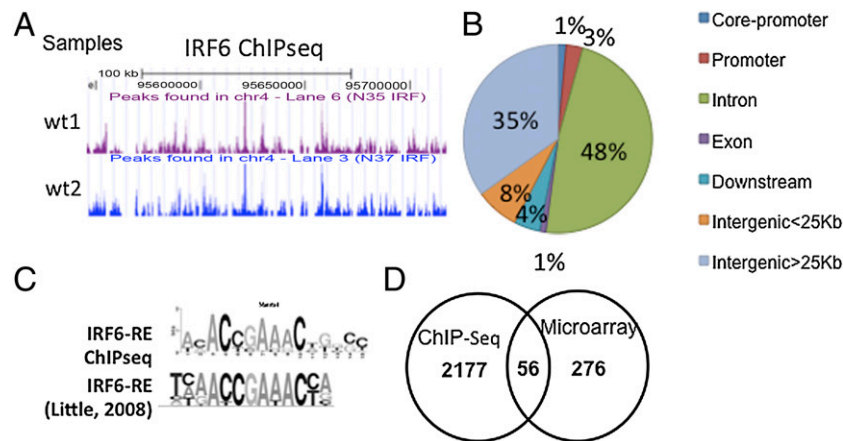 A
Samples
IRF6 ChIPseq
100 kb
95600000
95650000
95700000
Peaks found in chr4 - Lane 6 (N35 IRF)
wt1
Peaks found in chr4 - Lane 3 (N37 IRF)
wt2
B
1%
3%
48%
1%
4%
8%
35%
Core-promoter
Promoter
Intron
Exon
Downstream
Intergenic<25Kb
Intergenic>25Kb
C
IRF6-RE
ChIPseq
IRF6-RE
(Little, 2008)
D
ChIP-Seq
2177
56
Microarray
276